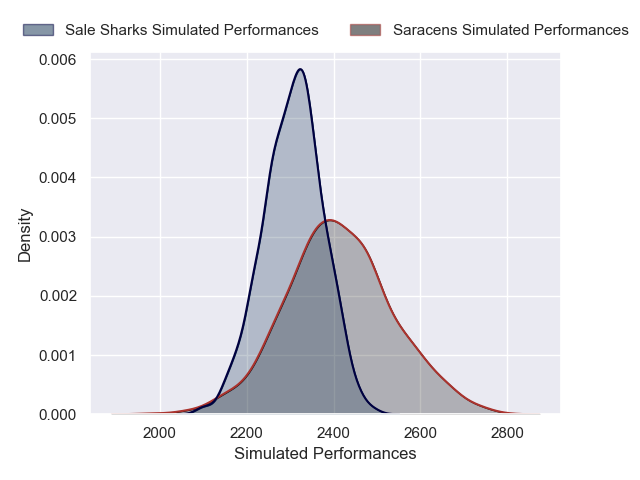 Sale Sharks Simulated Performances Saracens Simulated Performances
0.006
0.005
0.004
0.003
0.002
0.001
0.000
Density
2000 2200 2400 2600 2800
Simulated Performances